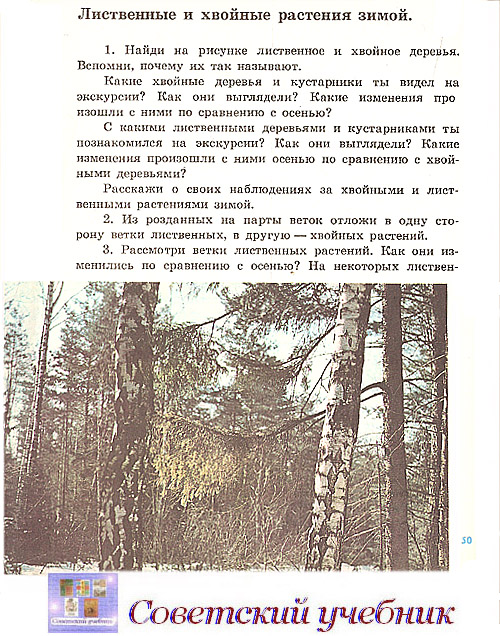 Лиственные и хвойные растения зимой.
1. Найди на рисунке лиственное и хвойное деревья.
Вспомни, почему их так называют.
Какие хвойные деревья и кустарники ты видел на
экскурсии? Как они выглядели? Какие изменения про
изошли с ними по сравнению с осенью?
С какими лиственными деревьями и кустарниками ты
познакомился на экскурсии? Как они выглядели? Какие
изменения произошли с ними осенью по сравнению с хвой-
ными деревьями?
Расскажи о своих наблюдениях за хвойными и лист-
венными растениями зимой.
2. Из розданных на парты веток отложи в одну сто-
рону ветки лиственных, в другую — хвойных растений.
3. Рассмотри ветки лиственных растений. Как они из-
менились по сравнению с осенью? На некоторых листвен-
50
Советский учебник
Советский учебник